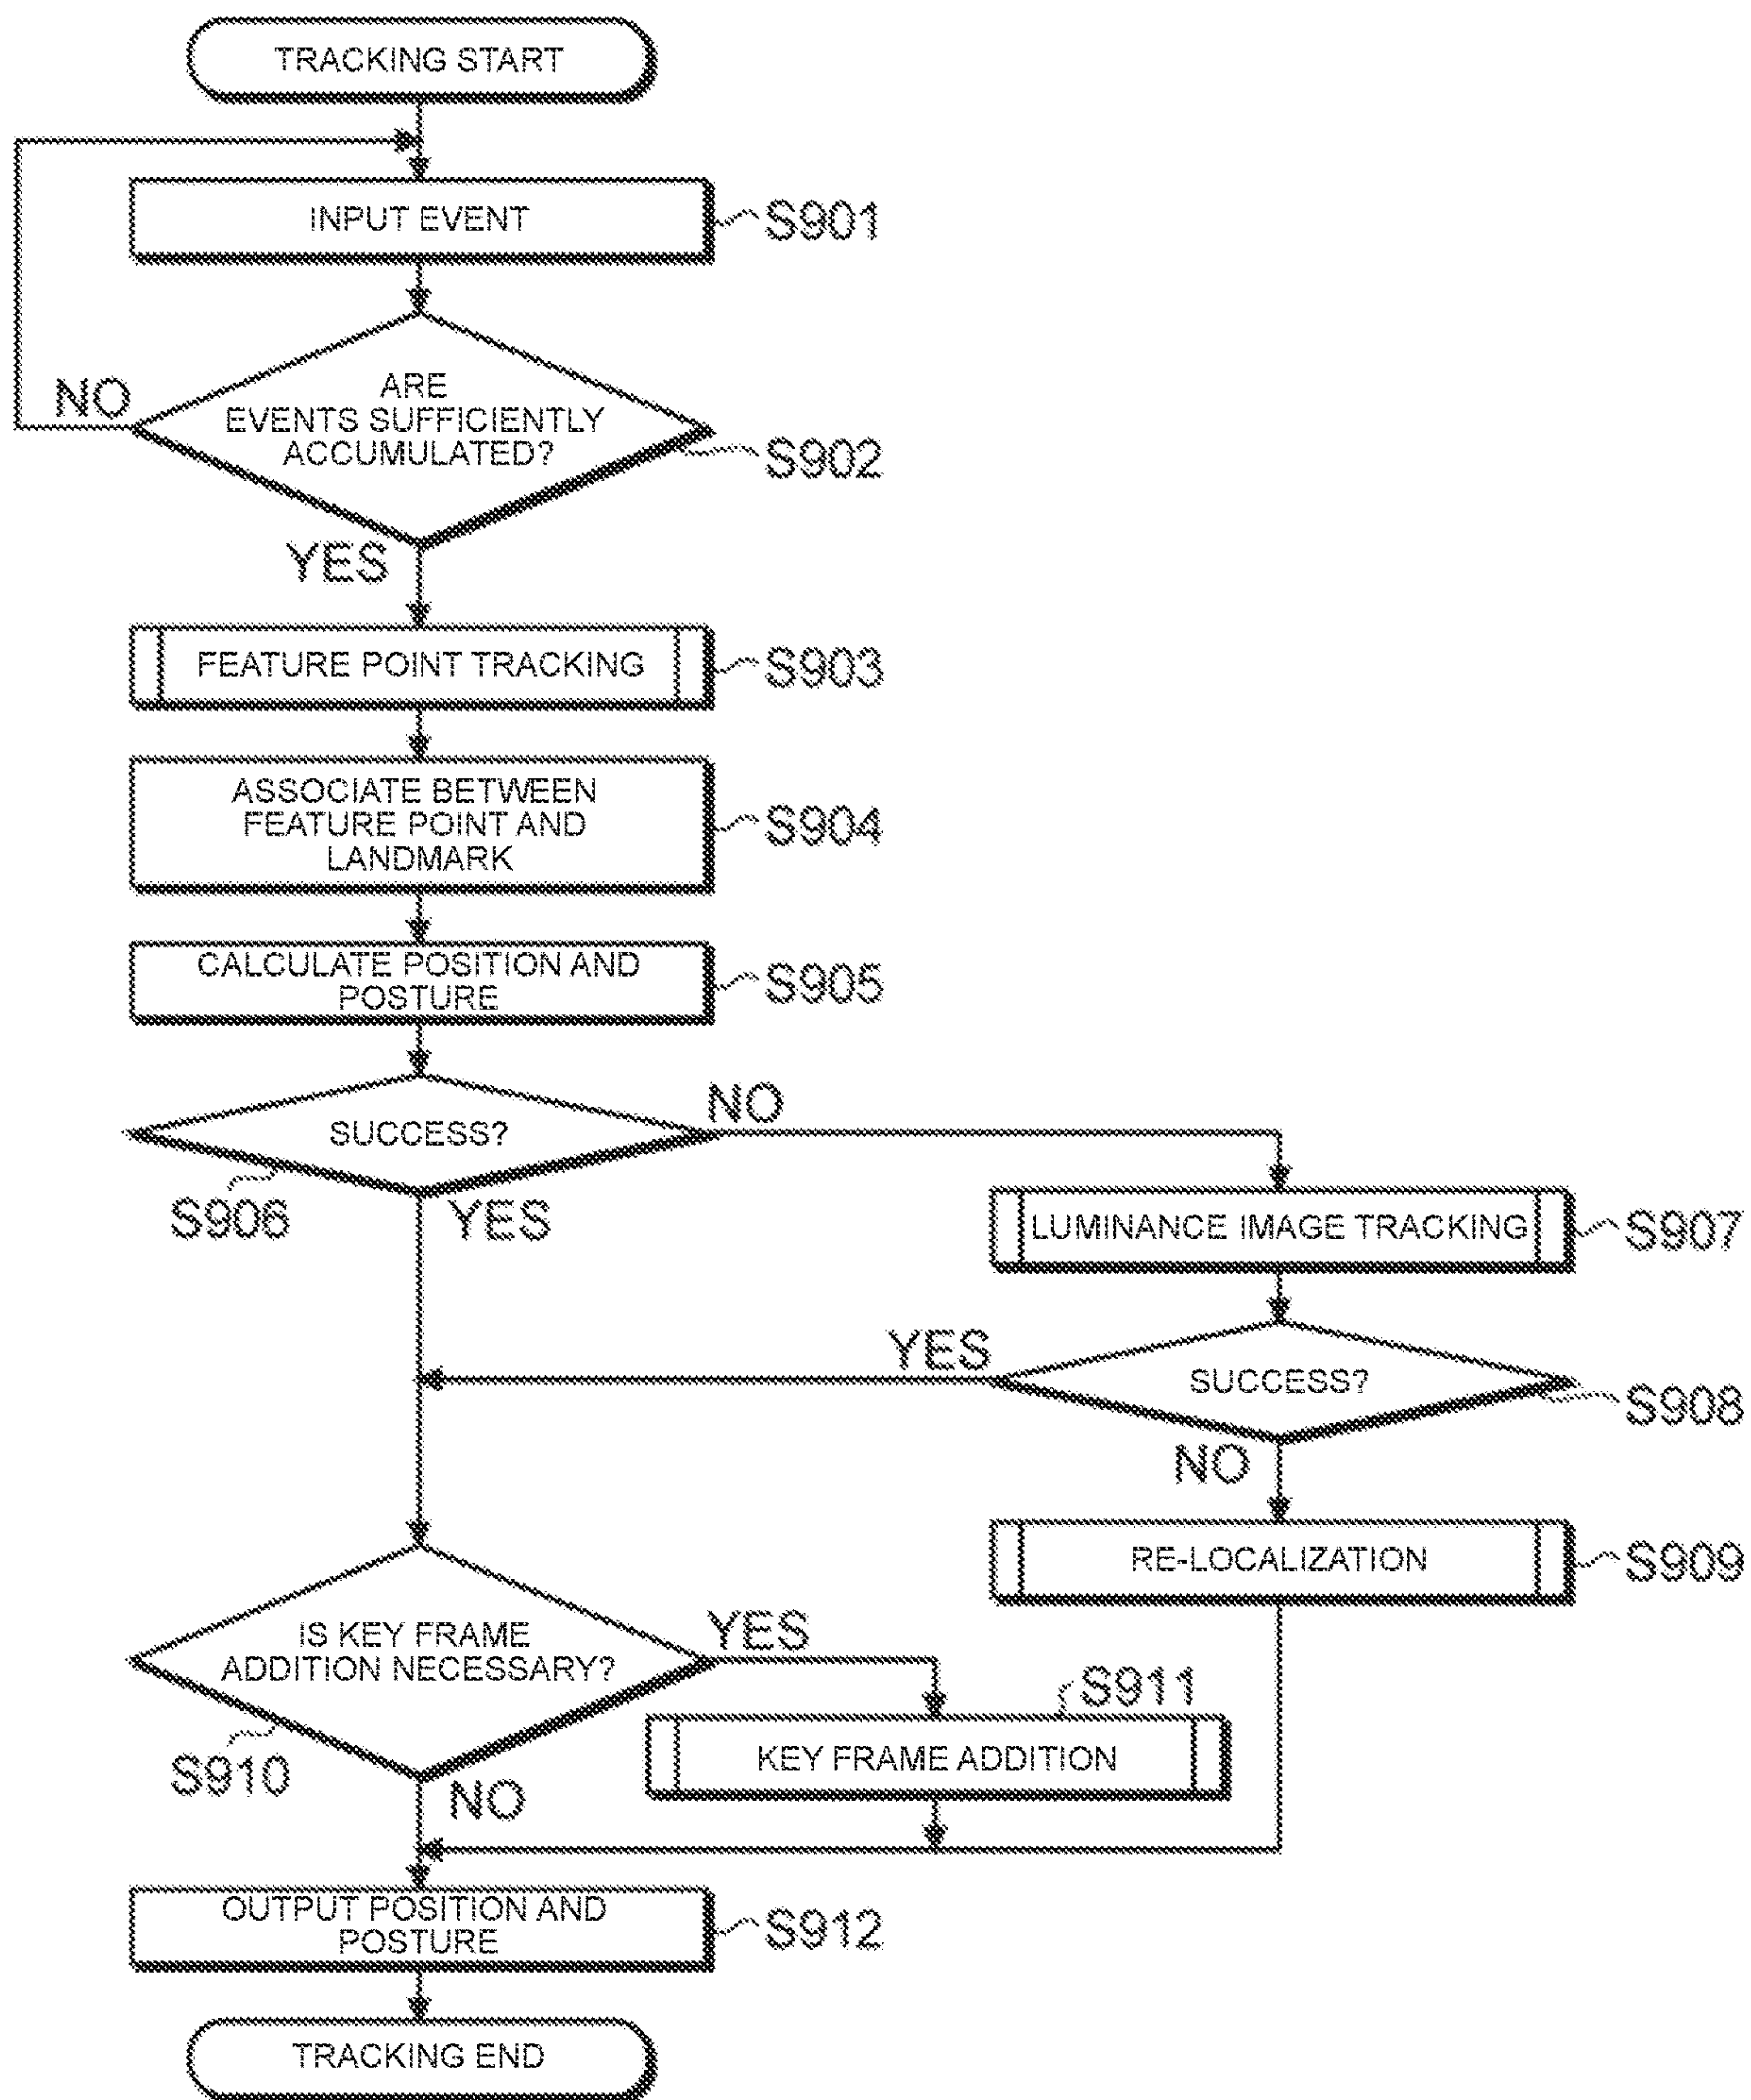 TRACKING START
INPUT EVENT
S901
ARE
EVENTS SUFFICIENTLY
ACCUMULATED?
NO
S902
YES
FEATURE POINT TRACKING
S903
ASSOCIATE BETWEEN
FEATURE POINT AND
LANDMARK
S904
CALCULATE POSITION AND
POSTURE
S905
SUCCESS?
NO
S906
YES
LUMINANCE IMAGE TRACKING
S907
YES
SUCCESS?
S908
NO
RE-LOCALIZATION
S909
IS KEY FRAME
ADDITION NECESSARY?
YES
S910
NO
S911
KEY FRAME ADDITION
OUTPUT POSITION AND
POSTURE
S912
TRACKING END